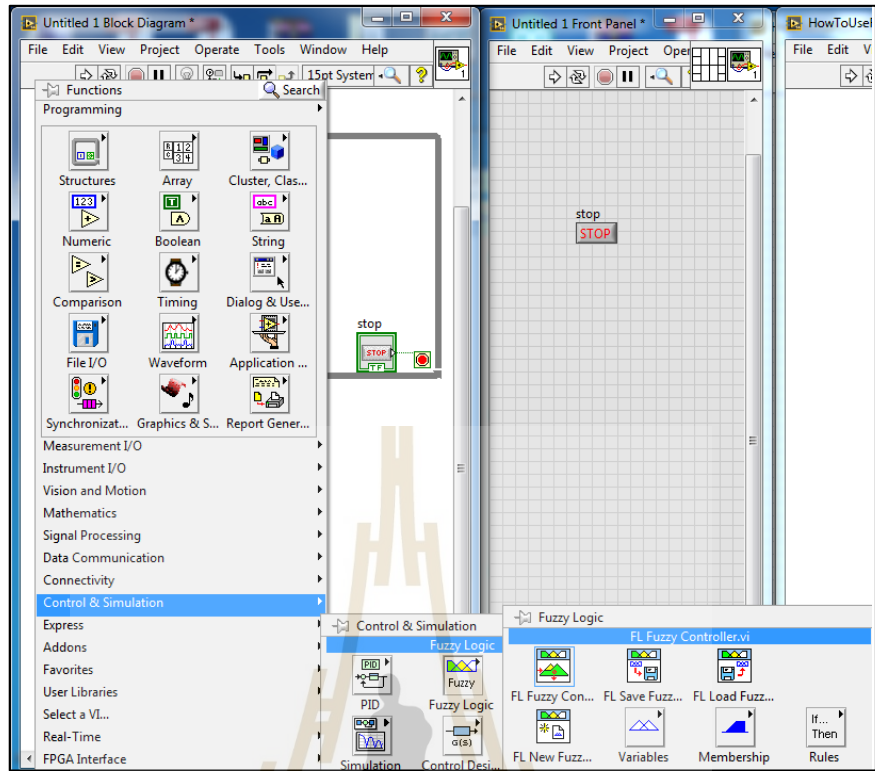 Untitled 1 Block Diagram *
File Edit View Project Operate Tools Window Help
15pt System
1
Functions
Search
Programming
Structures
Array
Cluster, Clas...
Numeric
Boolean
String
Comparison
Timing
Dialog & Use...
File I/O
Waveform
Application ...
Synchronizat...
Graphics & S...
Report Gener...
Measurement I/O
Instrument I/O
Vision and Motion
Mathematics
Signal Processing
Data Communication
Connectivity
Control & Simulation
Express
Addons
Favorites
User Libraries
Select a VI...
Real-Time
FPGA Interface
stop
STOP
TF
Control & Simulation
Fuzzy Logic
PID
PID
Fuzzy
Fuzzy Logic
Simulation
G(s)
Control Desi...
Untitled 1 Front Panel *
File Edit View Project Oper
1
stop
STOP
Fuzzy Logic
FL Fuzzy Controller.vi
FL Fuzzy Con...
FL Save Fuzz...
FL Load Fuzz...
FL New Fuzz...
Variables
Membership
If...
Then
Rules
HowToUse
File Edit V